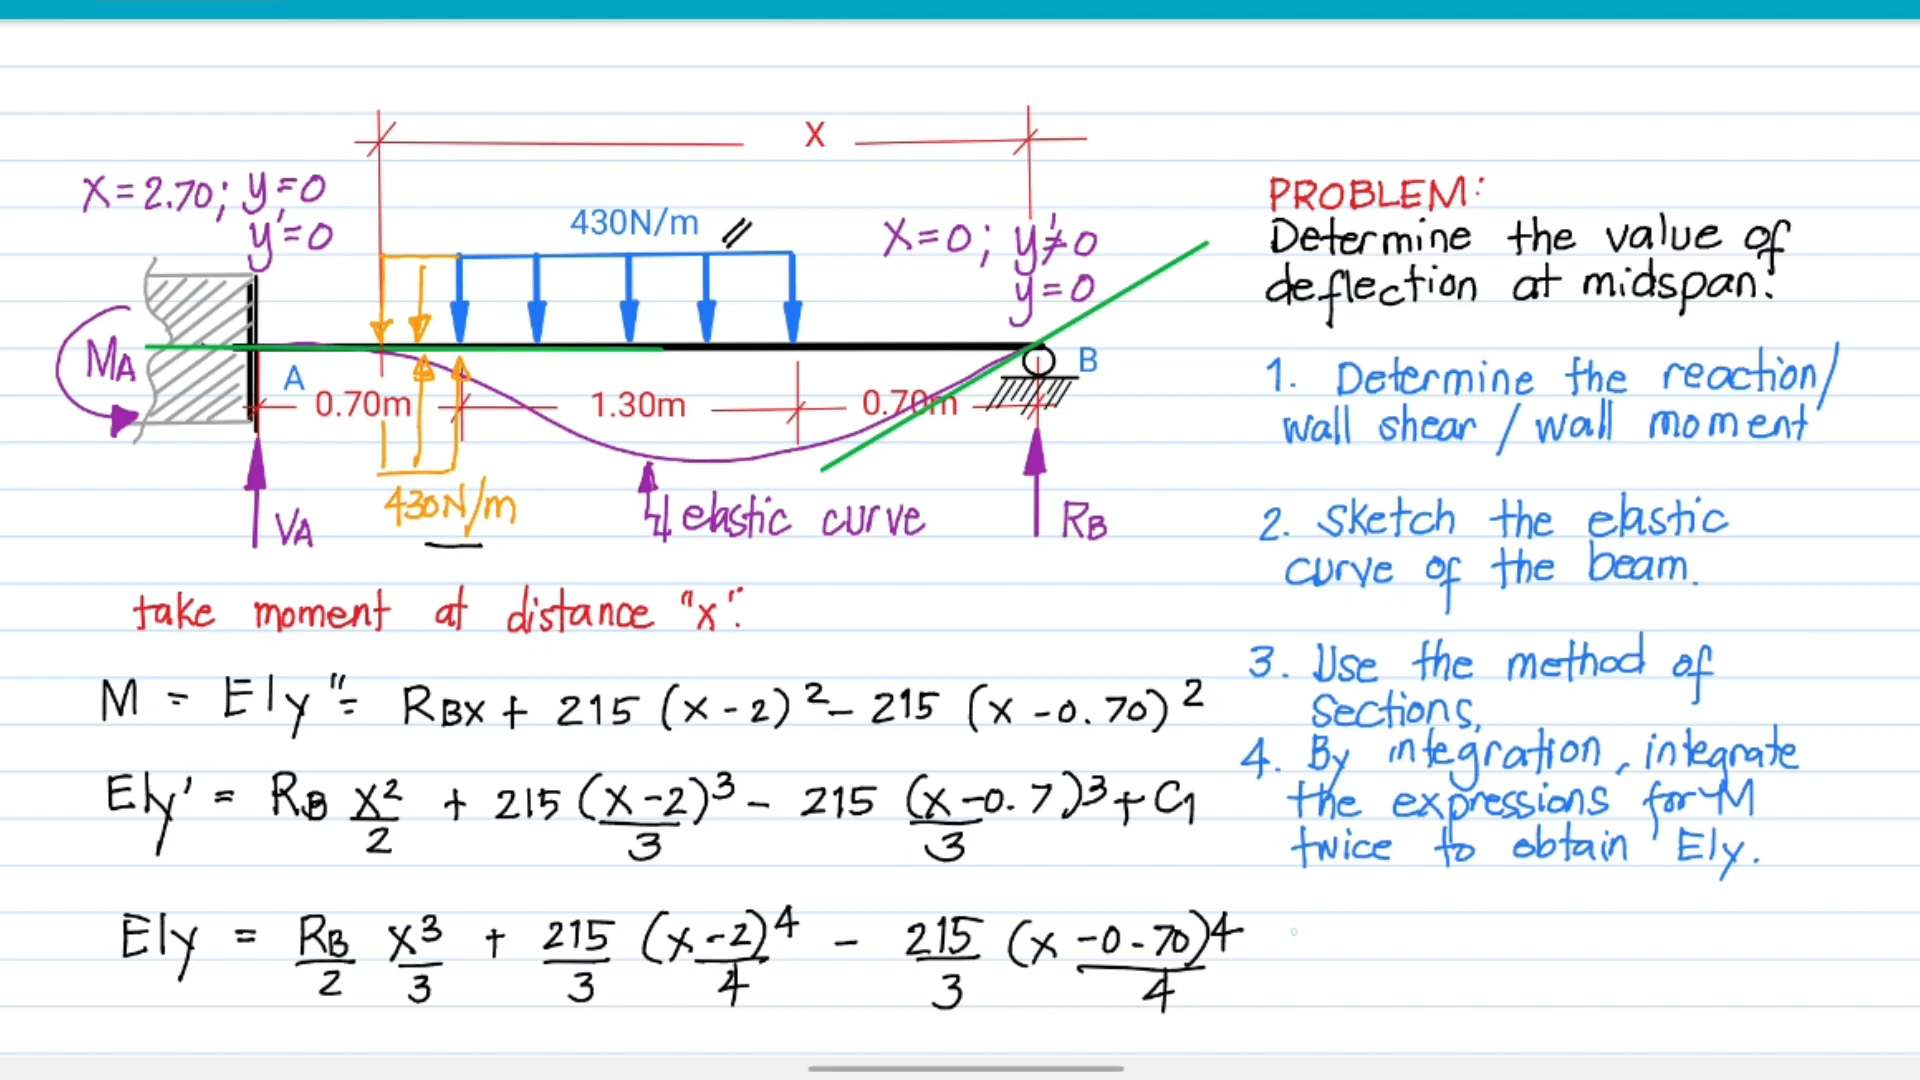 X
X=2.70; y=0
y'=0
430N/m
X=0; y'≠0
y=0
MA
A
B
0.70m
1.30m
0.70m
430N/m
VA
elastic curve
RB
take moment at distance "x":
M = EIy" = RBX + 215 (x-2)² - 215 (x-0.70)²
EIy' = RB x²/2 + 215 (x-2)³/3 - 215 (x-0.7)³/3 + C1
EIy = RB/2 x³/3 + 215/3 (x-2)⁴/4 - 215/3 (x-0-70)⁴/4
PROBLEM:
Determine the value of
deflection at midspan.
1. Determine the reaction/
wall shear / wall moment
2. Sketch the elastic
curve of the beam.
3. Use the method of
sections.
4. By integration, integrate
the expressions for M
twice to obtain EIy.